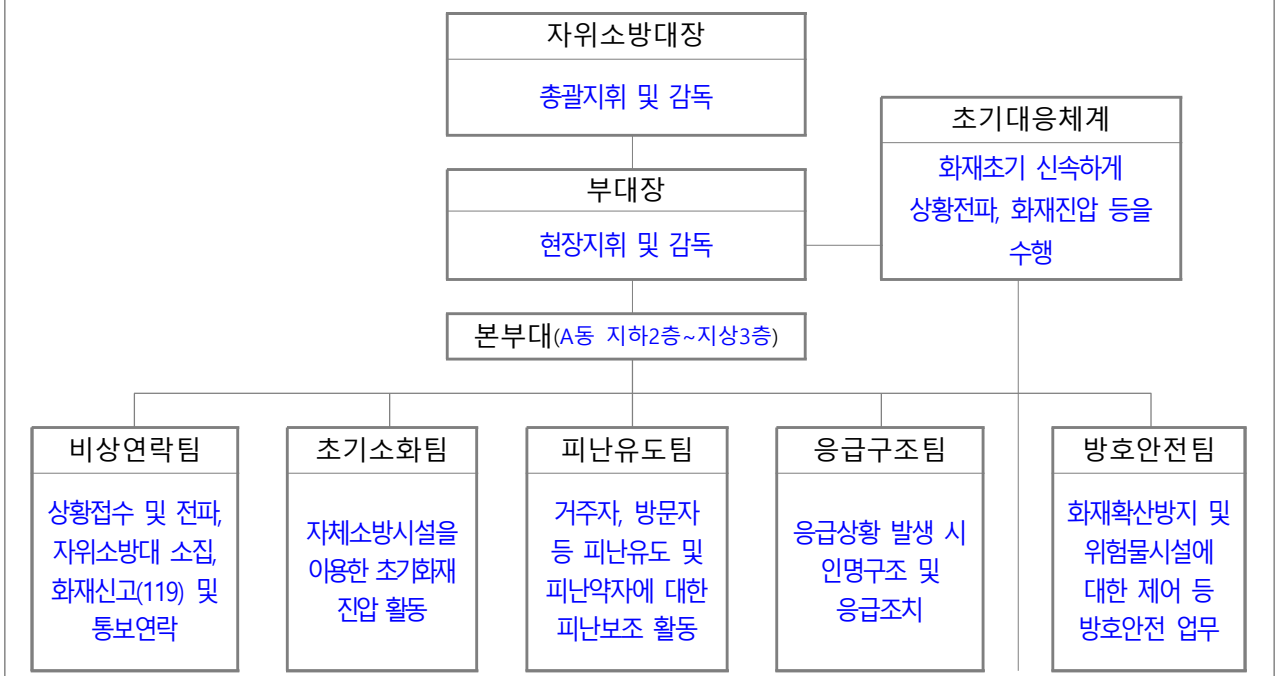 자위소방대장
총괄지휘 및 감독
초기대응체계
화재초기 신속하게
상황전파, 화재진압 등을
수행
부대장
현장지휘 및 감독
본부대(A동 지하2층~지상3층)
비상연락팀
상황접수 및 전파,
자위소방대 소집,
화재신고(119) 및
통보연락
초기소화팀
자체소방시설을
이용한 초기화재
진압 활동
피난유도팀
거주자, 방문자
등 피난유도 및
피난약자에 대한
피난보조 활동
응급구조팀
응급상황 발생 시
인명구조 및
응급조치
방호안전팀
화재확산방지 및
위험물시설에
대한 제어 등
방호안전 업무